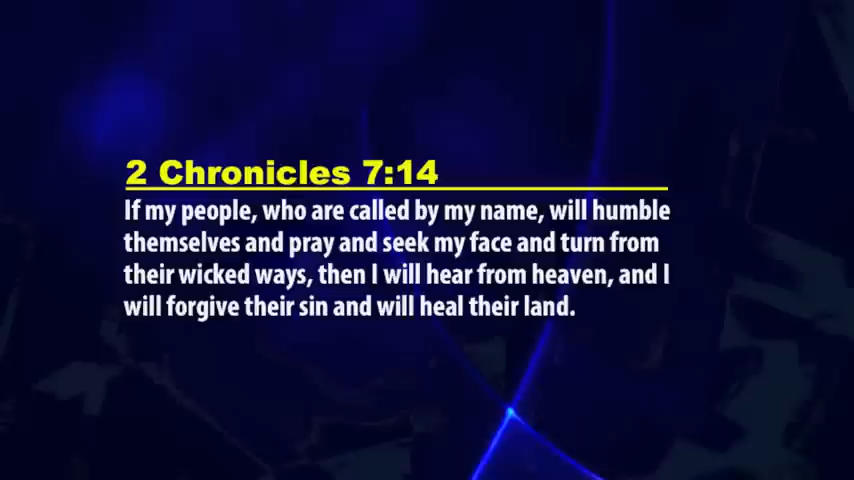 2 Chronicles 7:14
If my people, who are called by my name, will humble
themselves and pray and seek my face and turn from
their wicked ways, then I will hear from heaven, and I
will forgive their sin and will heal their land.